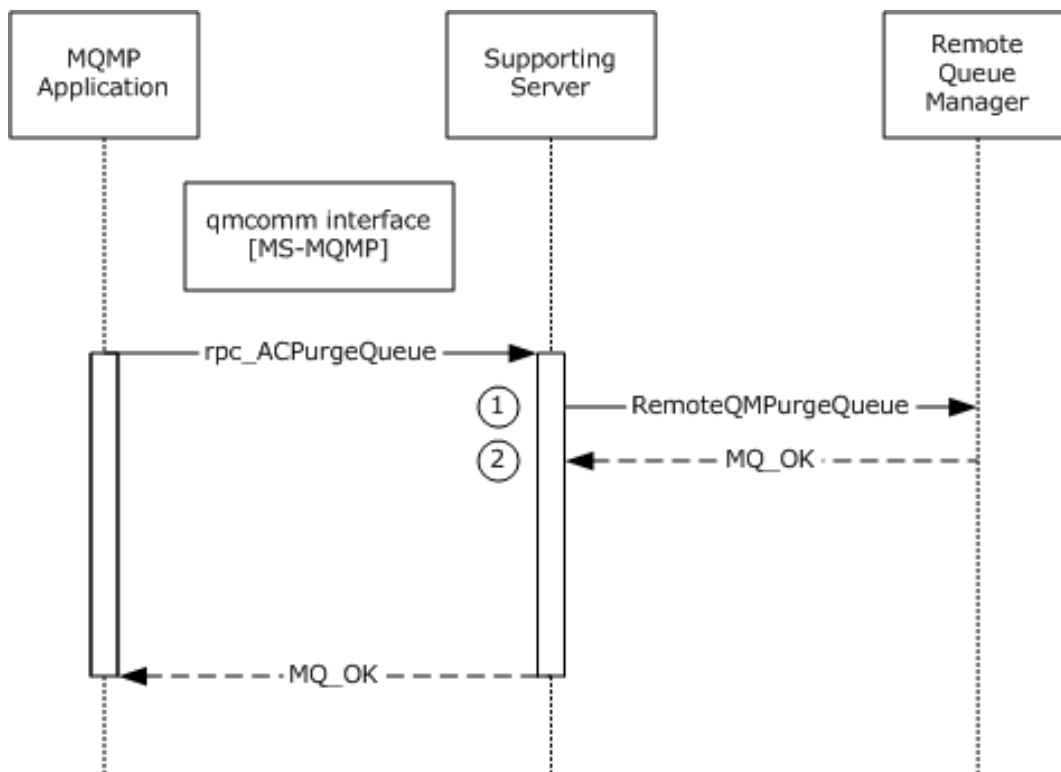 MQMP
Application
Supporting
Server
Remote
Queue
Manager
qmcomm interface
[MS-MQMP]
rpc_ACPurgeQueue
1
RemoteQMPurgeQueue
2
MQ_OK
MQ_OK